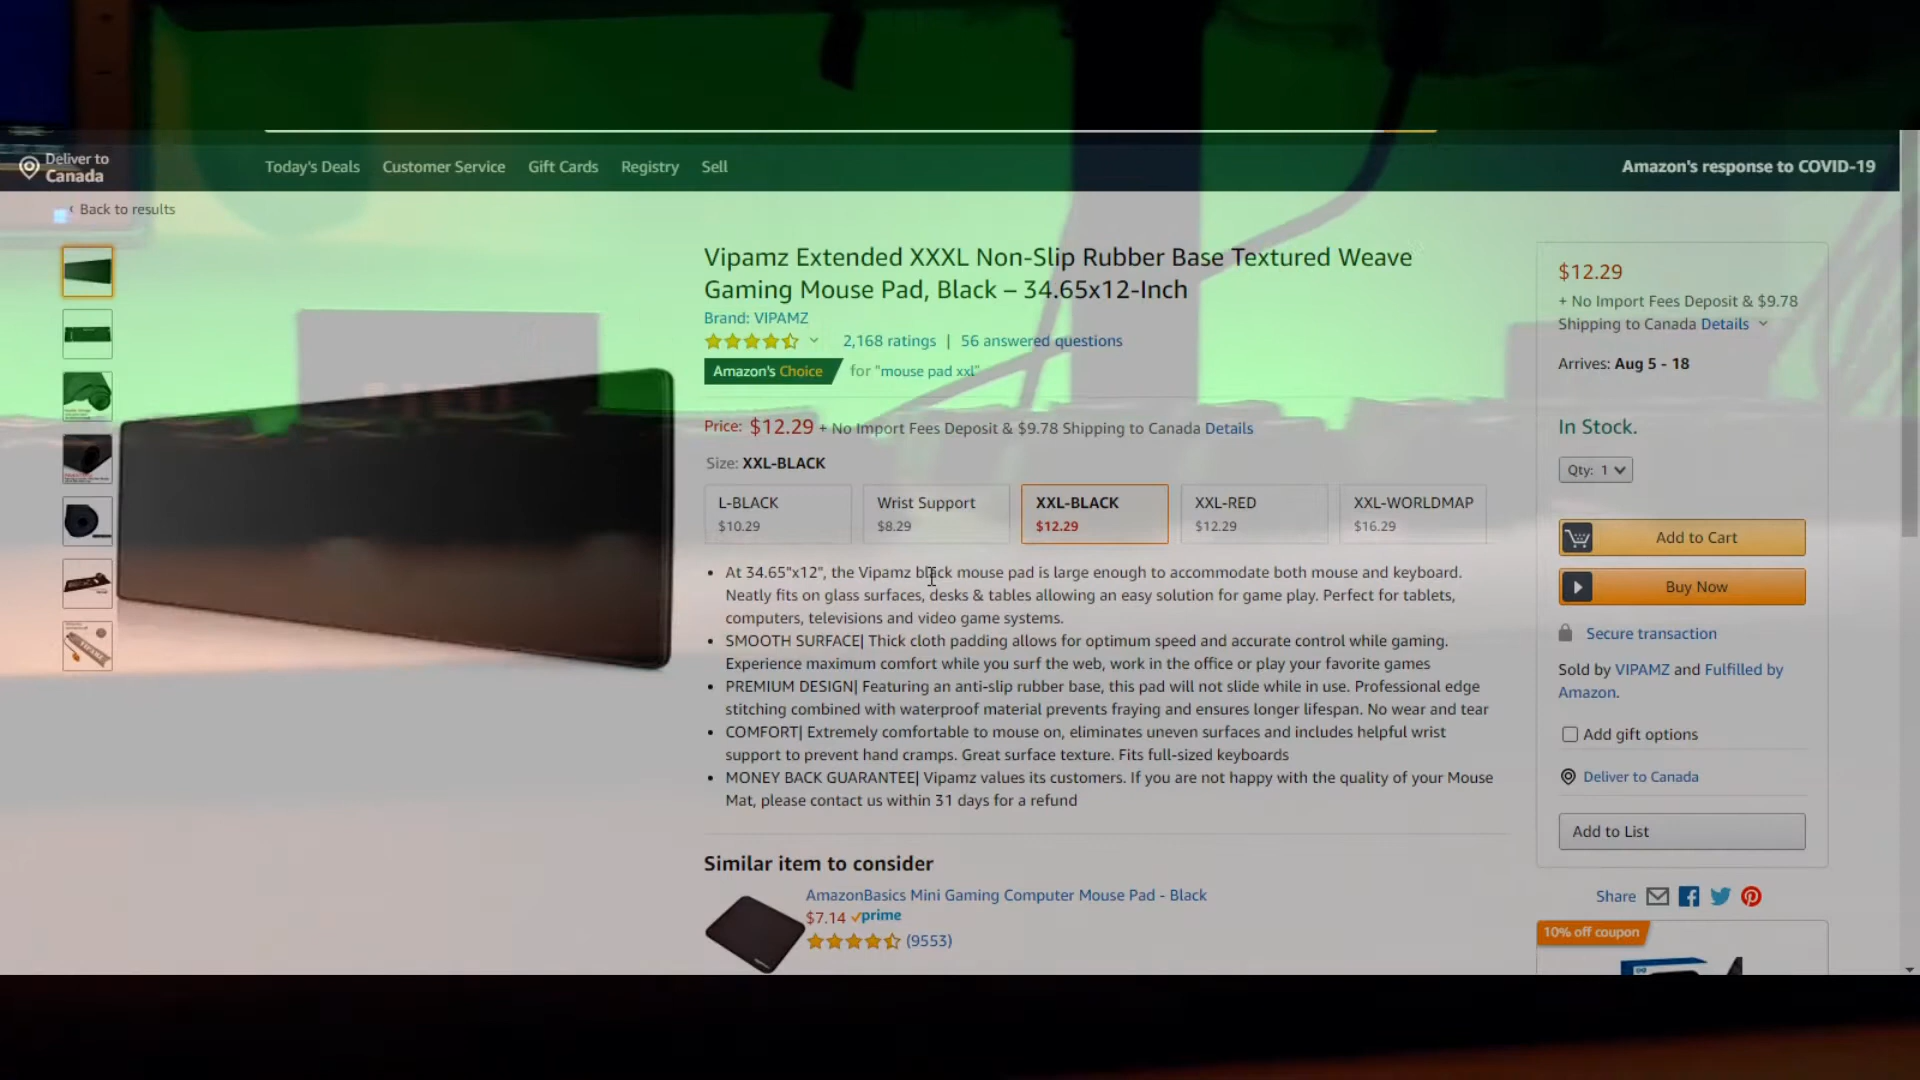 Deliver to
Canada
Today's Deals
Customer Service
Gift Cards
Registry
Sell
Amazon's response to COVID-19
‹ Back to results
Vipamz Extended XXXL Non-Slip Rubber Base Textured Weave
Gaming Mouse Pad, Black – 34.65x12-Inch
Brand: VIPAMZ
2,168 ratings | 56 answered questions
Amazon's Choice for "mouse pad xxl"
Price: $12.29 + No Import Fees Deposit & $9.78 Shipping to Canada Details
Size: XXL-BLACK
L-BLACK
$10.29
Wrist Support
$8.29
XXL-BLACK
$12.29
XXL-RED
$12.29
XXL-WORLDMAP
$16.29
• At 34.65"x12", the Vipamz black mouse pad is large enough to accommodate both mouse and keyboard.
Neatly fits on glass surfaces, desks & tables allowing an easy solution for game play. Perfect for tablets,
computers, televisions and video game systems.
• SMOOTH SURFACE| Thick cloth padding allows for optimum speed and accurate control while gaming.
Experience maximum comfort while you surf the web, work in the office or play your favorite games
• PREMIUM DESIGN| Featuring an anti-slip rubber base, this pad will not slide while in use. Professional edge
stitching combined with waterproof material prevents fraying and ensures longer lifespan. No wear and tear
• COMFORT| Extremely comfortable to mouse on, eliminates uneven surfaces and includes helpful wrist
support to prevent hand cramps. Great surface texture. Fits full-sized keyboards
• MONEY BACK GUARANTEE| Vipamz values its customers. If you are not happy with the quality of your Mouse
Mat, please contact us within 31 days for a refund
Similar item to consider
AmazonBasics Mini Gaming Computer Mouse Pad - Black
$7.14 prime
(9553)
$12.29
+ No Import Fees Deposit & $9.78
Shipping to Canada Details
Arrives: Aug 5 - 18
In Stock.
Qty: 1
Add to Cart
Buy Now
Secure transaction
Sold by VIPAMZ and Fulfilled by
Amazon.
Add gift options
Deliver to Canada
Add to List
Share
10% off coupon